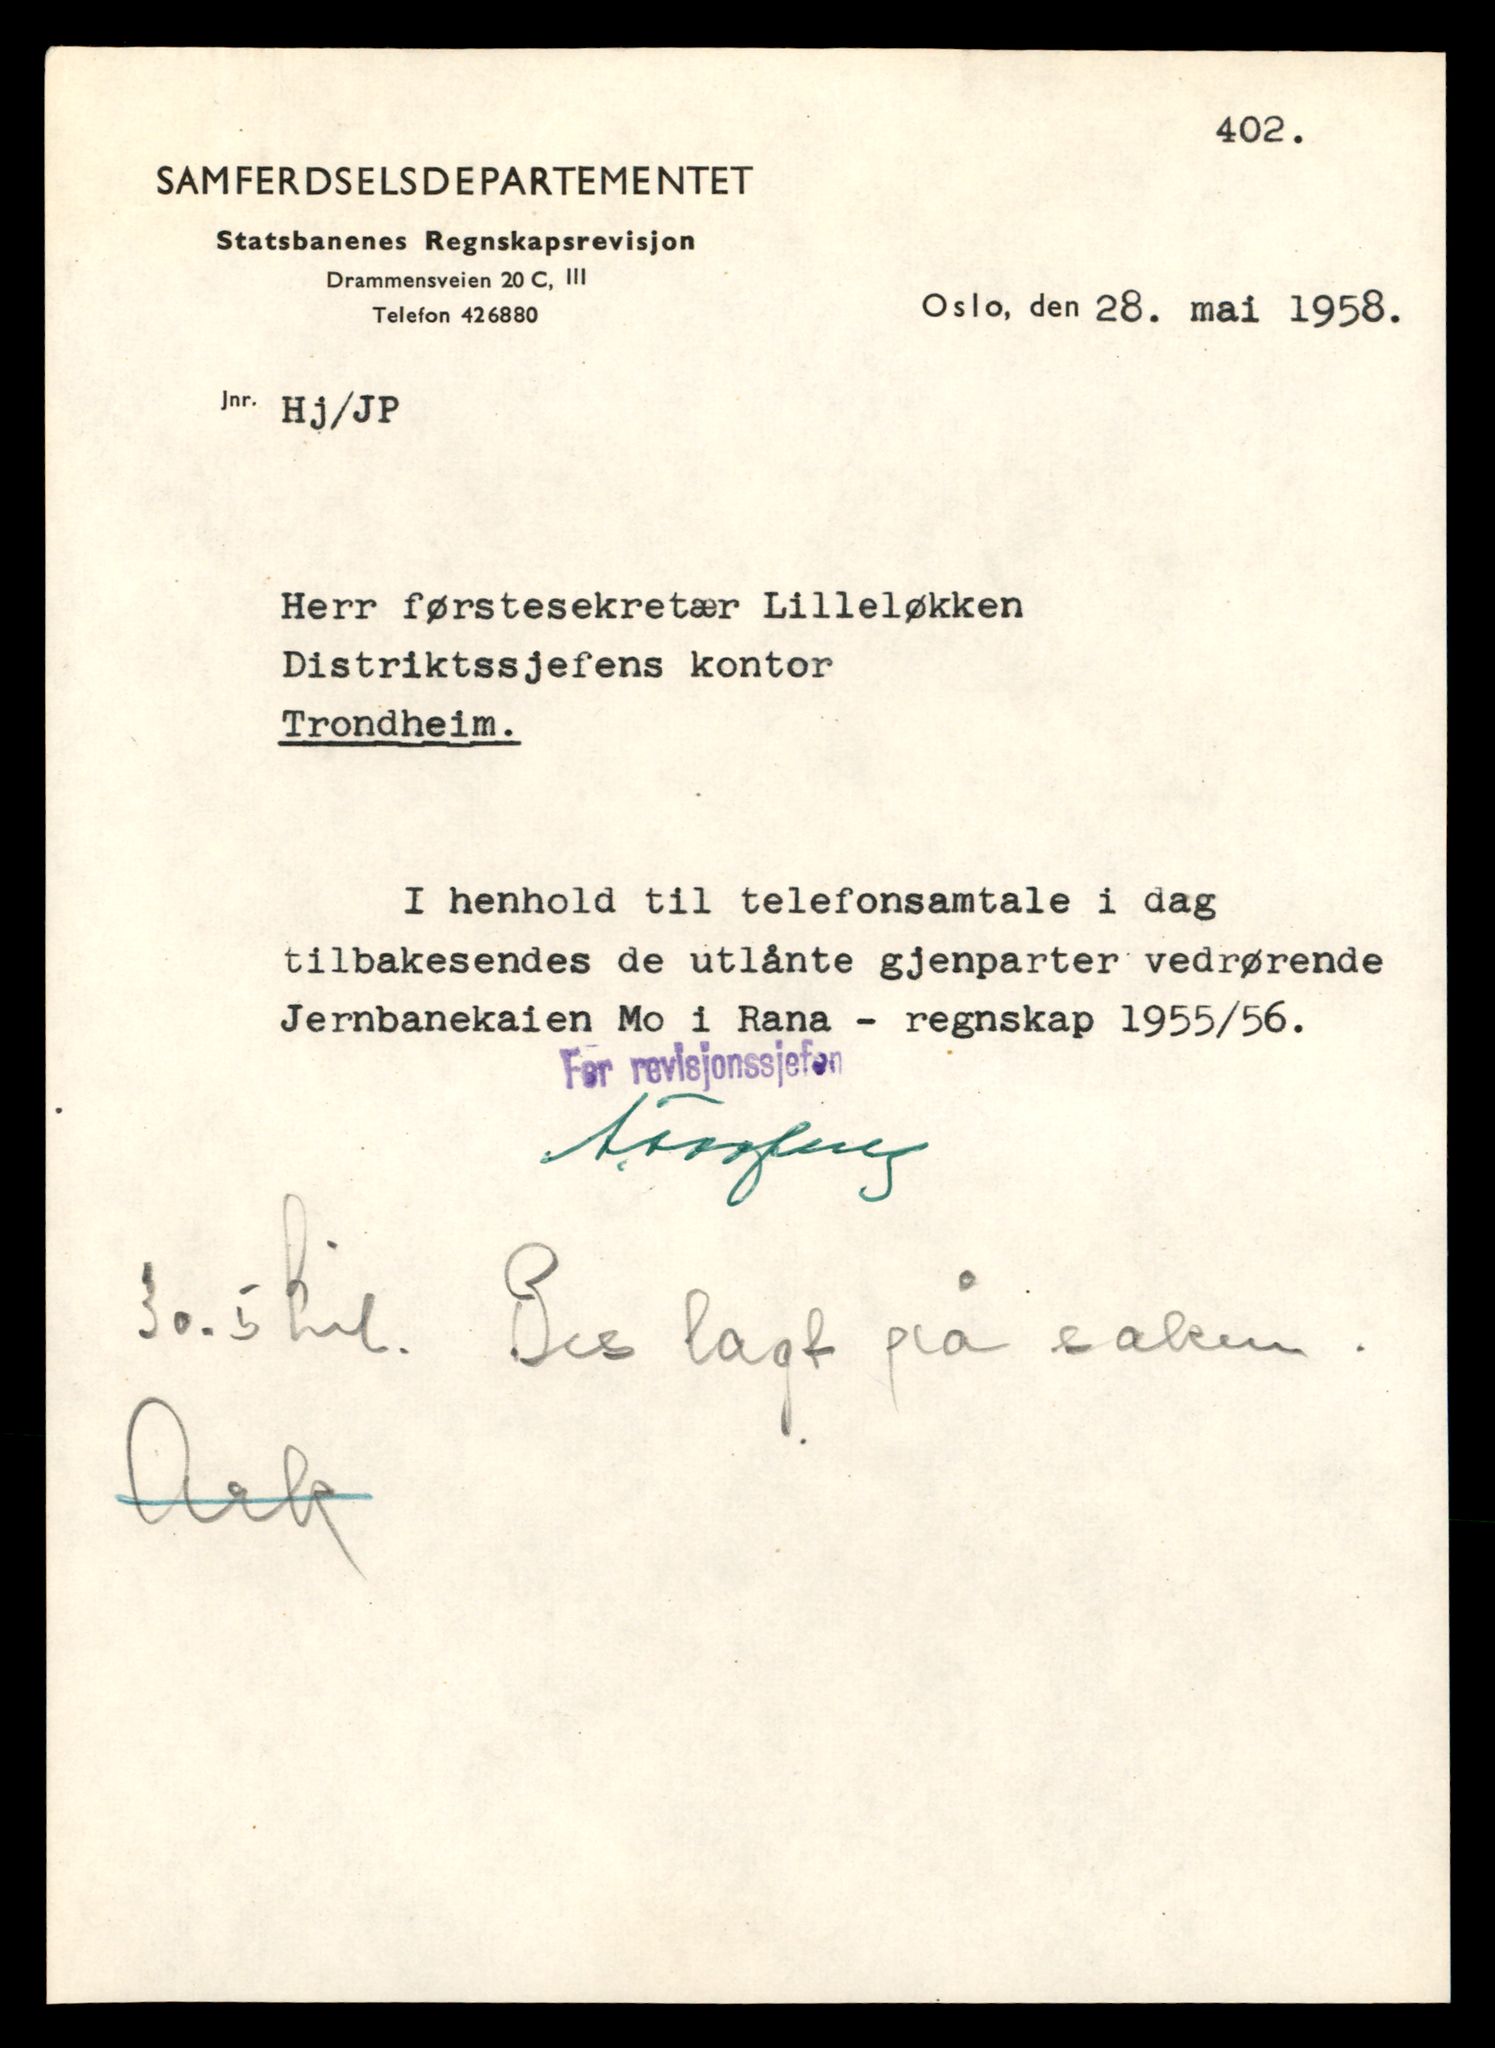 402.
SAMFERDSELSDEPARTEMENTET
Statsbanenes Regnskapsrevisjon
Drammensveien 20 C, III
Telefon 426880
Oslo, den 28. mai 1958.
Jnr. Hj/JP
Herr førstesekretær Lilleløkken
Distriktssjefens kontor
Trondheim.
I henhold til telefonsamtale i dag
tilbakesendes de utlånte gjenparter vedrørende
Jernbanekaien Mo i Rana - regnskap 1955/56.
For revisjonssjefen
30.5 Bes lagt på saken.
Ark